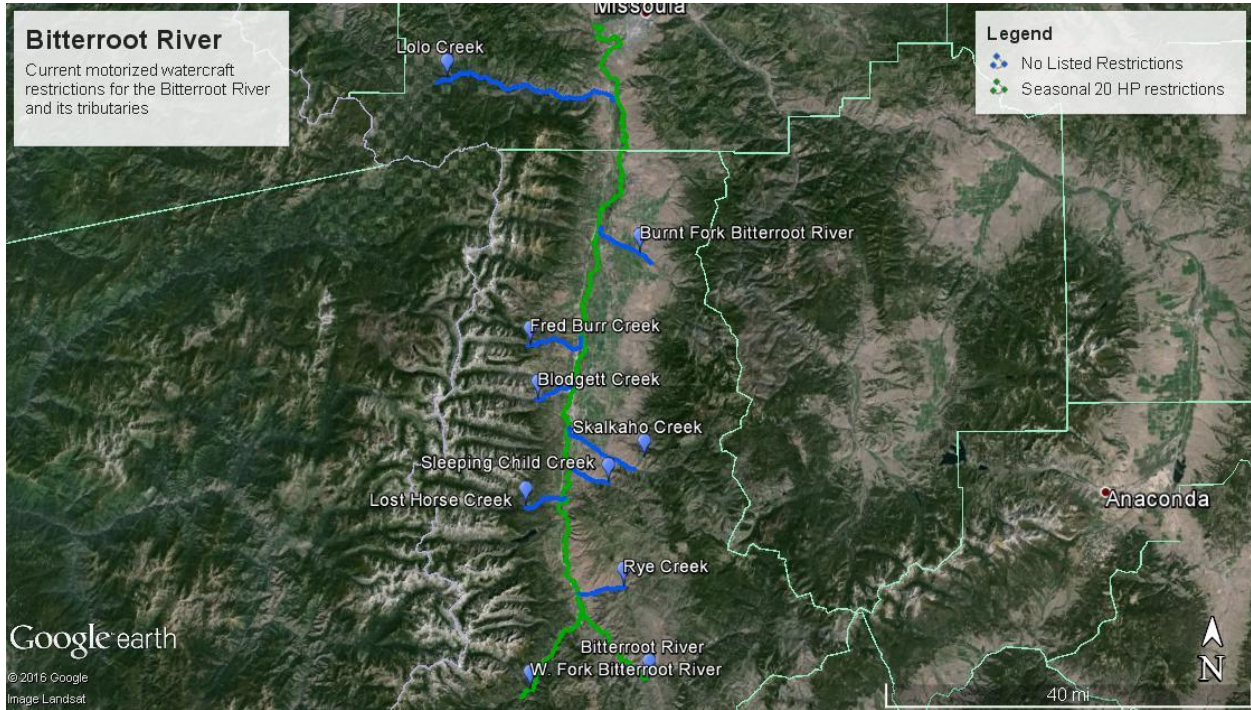 Bitterroot River
Current motorized watercraft
restrictions for the Bitterroot River
and its tributaries
Missoula
Legend
No Listed Restrictions
Seasonal 20 HP restrictions
Lolo Creek
Burnt Fork Bitterroot River
Fred Burr Creek
Blodgett Creek
Skalkaho Creek
Sleeping Child Creek
Lost Horse Creek
Anaconda
Rye Creek
Bitterroot River
W. Fork Bitterroot River
Google earth
© 2016 Google
Image Landsat
N
40 mi